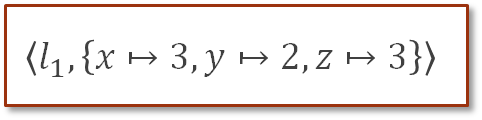 ⟨l₁, {x ↦ 3, y ↦ 2, z ↦ 3}⟩